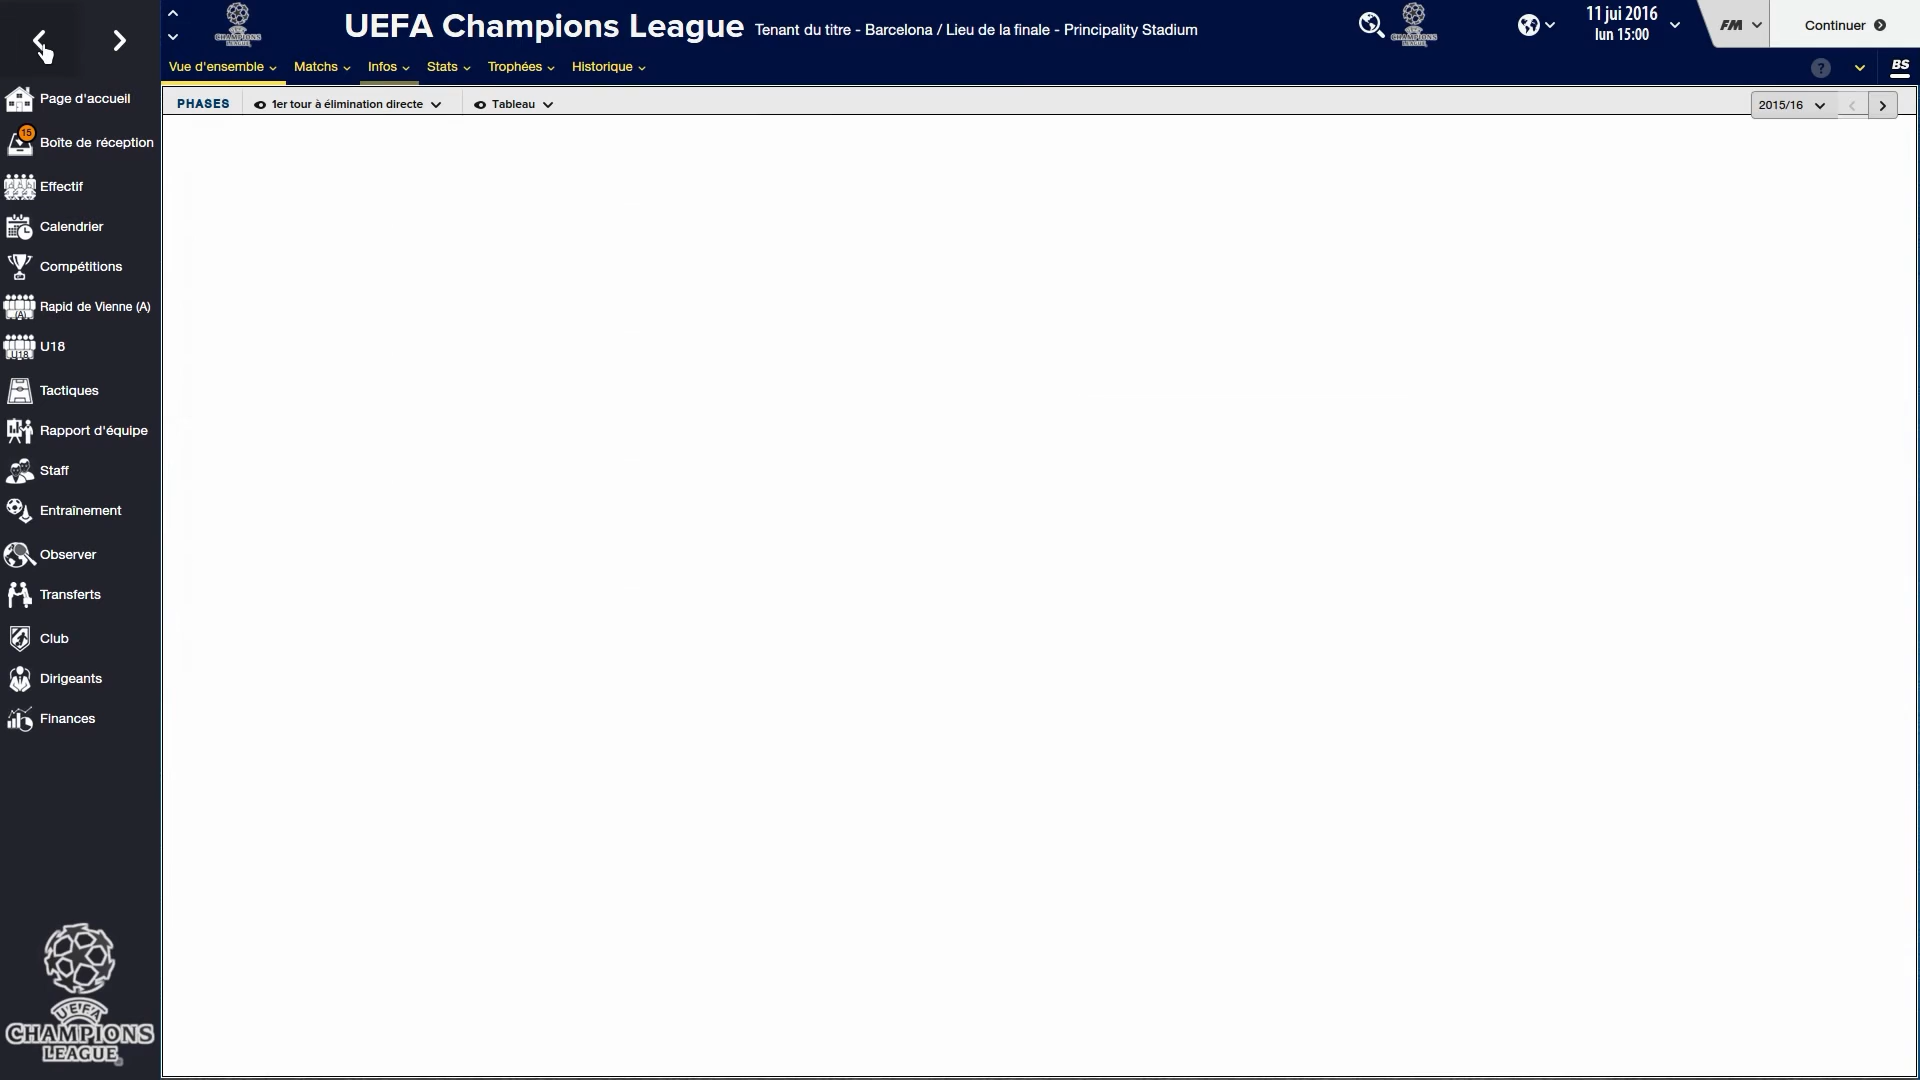 UEFA Champions League Tenant du titre - Barcelona / Lieu de la finale - Principality Stadium
11 jui 2016
lun 15:00
FM
Continuer
Vue d'ensemble Matchs Infos Stats Trophées Historique
?
BS
PHASES 1er tour à élimination directe Tableau
2015/16
Page d'accueil
15
Boîte de réception
Effectif
Calendrier
Compétitions
Rapid de Vienne (A)
(A)
U18
U18
Tactiques
Rapport d'équipe
Staff
Entraînement
Observer
Transferts
Club
Dirigeants
Finances
UEFA
CHAMPIONS
LEAGUE